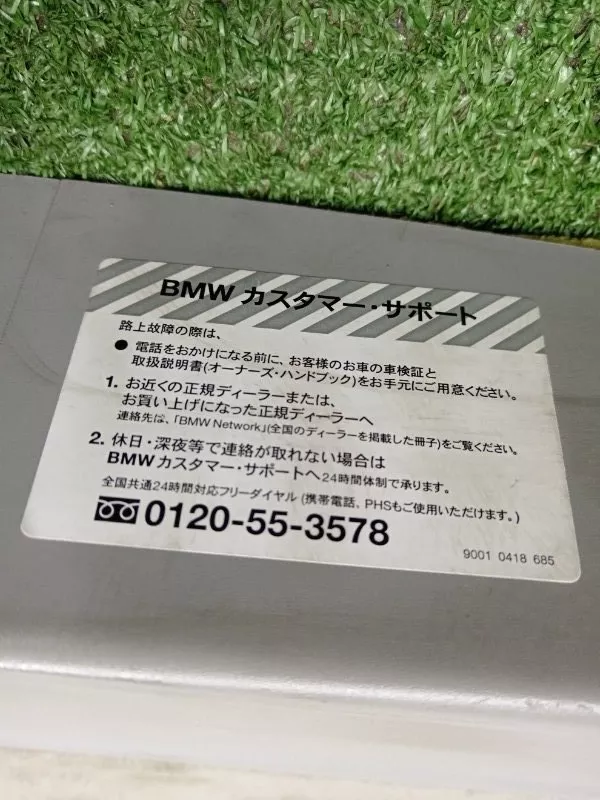 BMW カスタマー・サポート
路上故障の際は、
● 電話をおかけになる前に、お客様のお車の車検証と
取扱説明書(オーナーズ・ハンドブック)をお手元にご用意ください。
1. お近くの正規ディーラーまたは、
お買い上げになった正規ディーラーへ
連絡先は、「BMW Network」(全国のディーラーを掲載した冊子)をご覧ください。
2. 休日・深夜等で連絡が取れない場合は
BMWカスタマー・サポートへ24時間体制で承ります。
全国共通24時間対応フリーダイヤル (携帯電話、PHSもご使用いただけます。)
0120-55-3578
9001 0418 685